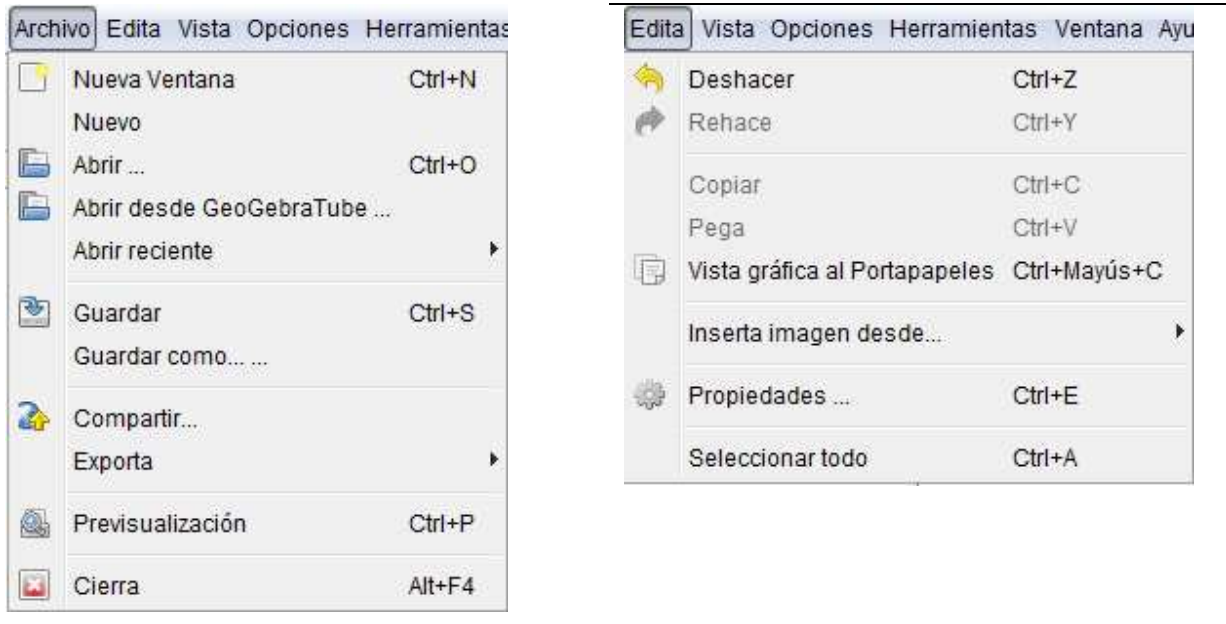 Archivo Edita Vista Opciones Herramientas
Nueva Ventana Ctrl+N
Nuevo
Abrir ... Ctrl+O
Abrir desde GeoGebraTube ...
Abrir reciente
Guardar Ctrl+S
Guardar como... ...
Compartir...
Exporta
Previsualización Ctrl+P
Cierra Alt+F4
Edita Vista Opciones Herramientas Ventana Ayu
Deshacer Ctrl+Z
Rehace Ctrl+Y
Copiar Ctrl+C
Pega Ctrl+V
Vista gráfica al Portapapeles Ctrl+Mayús+C
Inserta imagen desde...
Propiedades ... Ctrl+E
Seleccionar todo Ctrl+A